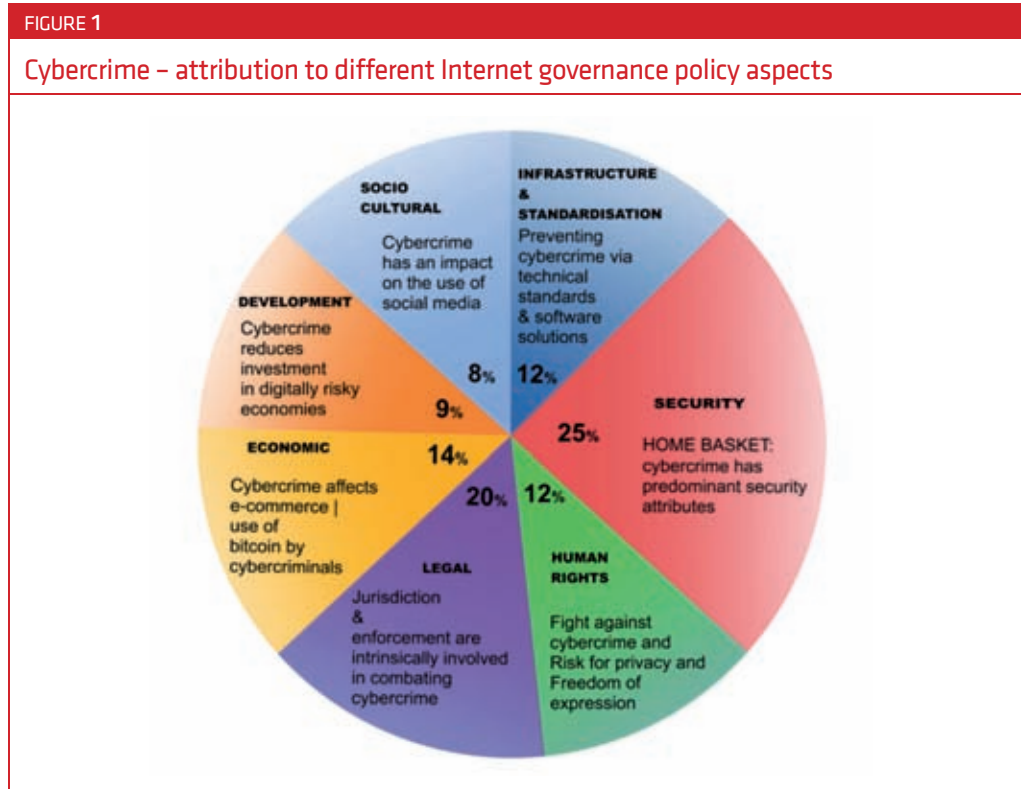 FIGURE 1
Cybercrime – attribution to different Internet governance policy aspects
SOCIO
CULTURAL
Cybercrime
has an impact
on the use of
social media
8%
INFRASTRUCTURE
&
STANDARDISATION
Preventing
cybercrime via
technical
standards
& software
solutions
12%
SECURITY
25%
HOME BASKET:
cybercrime has
predominant security
attributes
DEVELOPMENT
Cybercrime
reduces
investment
in digitally risky
economies
9%
ECONOMIC
14%
Cybercrime affects
e-commerce |
use of
bitcoin by
cybercriminals
20%
LEGAL
Jurisdiction
&
enforcement are
intrinsically involved
in combating
cybercrime
12%
HUMAN
RIGHTS
Fight against
cybercrime and
Risk for privacy and
Freedom of
expression